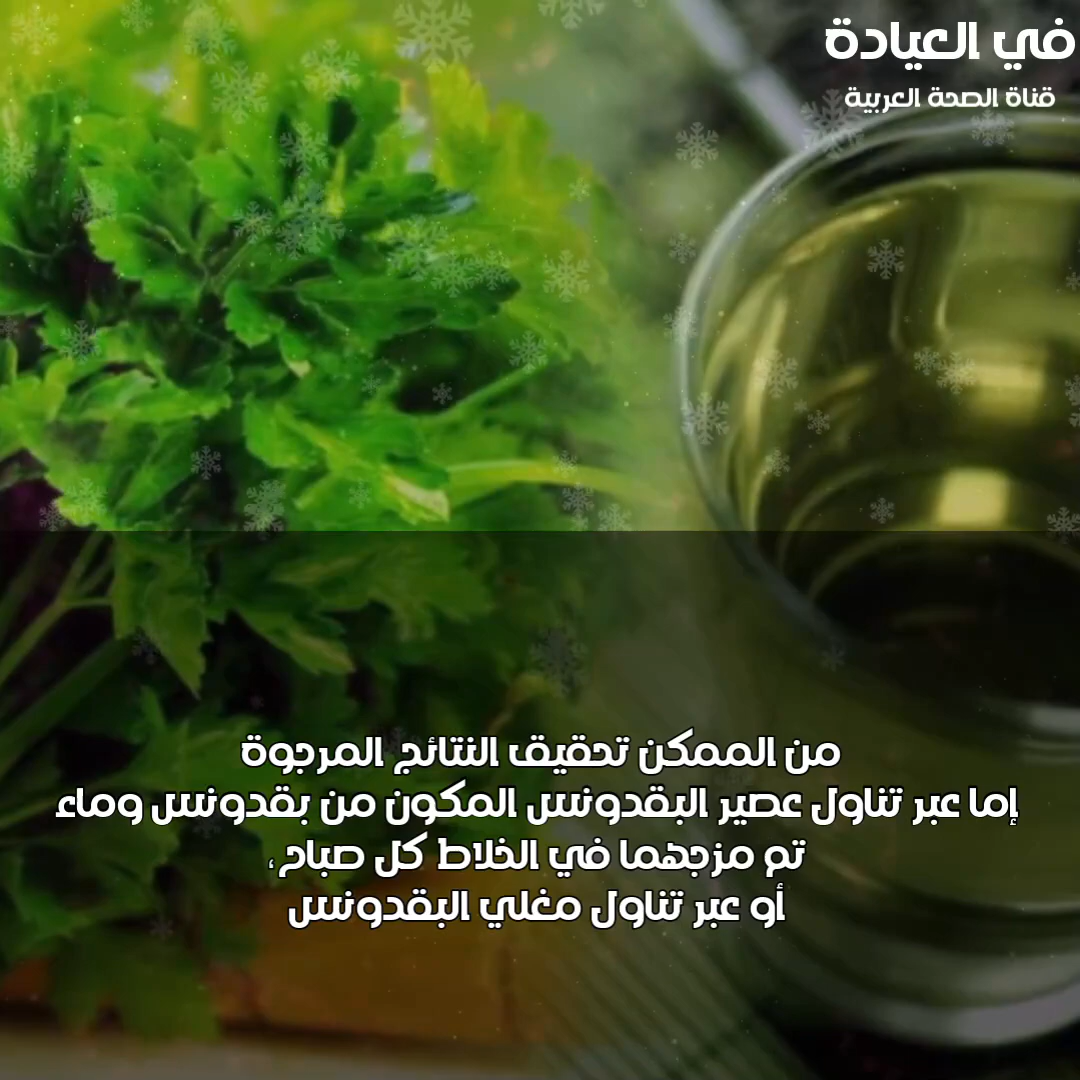 في العيادة
قناة الصحة العربية
من الممكن تحقيق النتائج المرجوة
إما عبر تناول عصير البقدونس المكون من بقدونس وماء
تم مزجهما في الخلاط كل صباح،
أو عبر تناول مغلي البقدونس